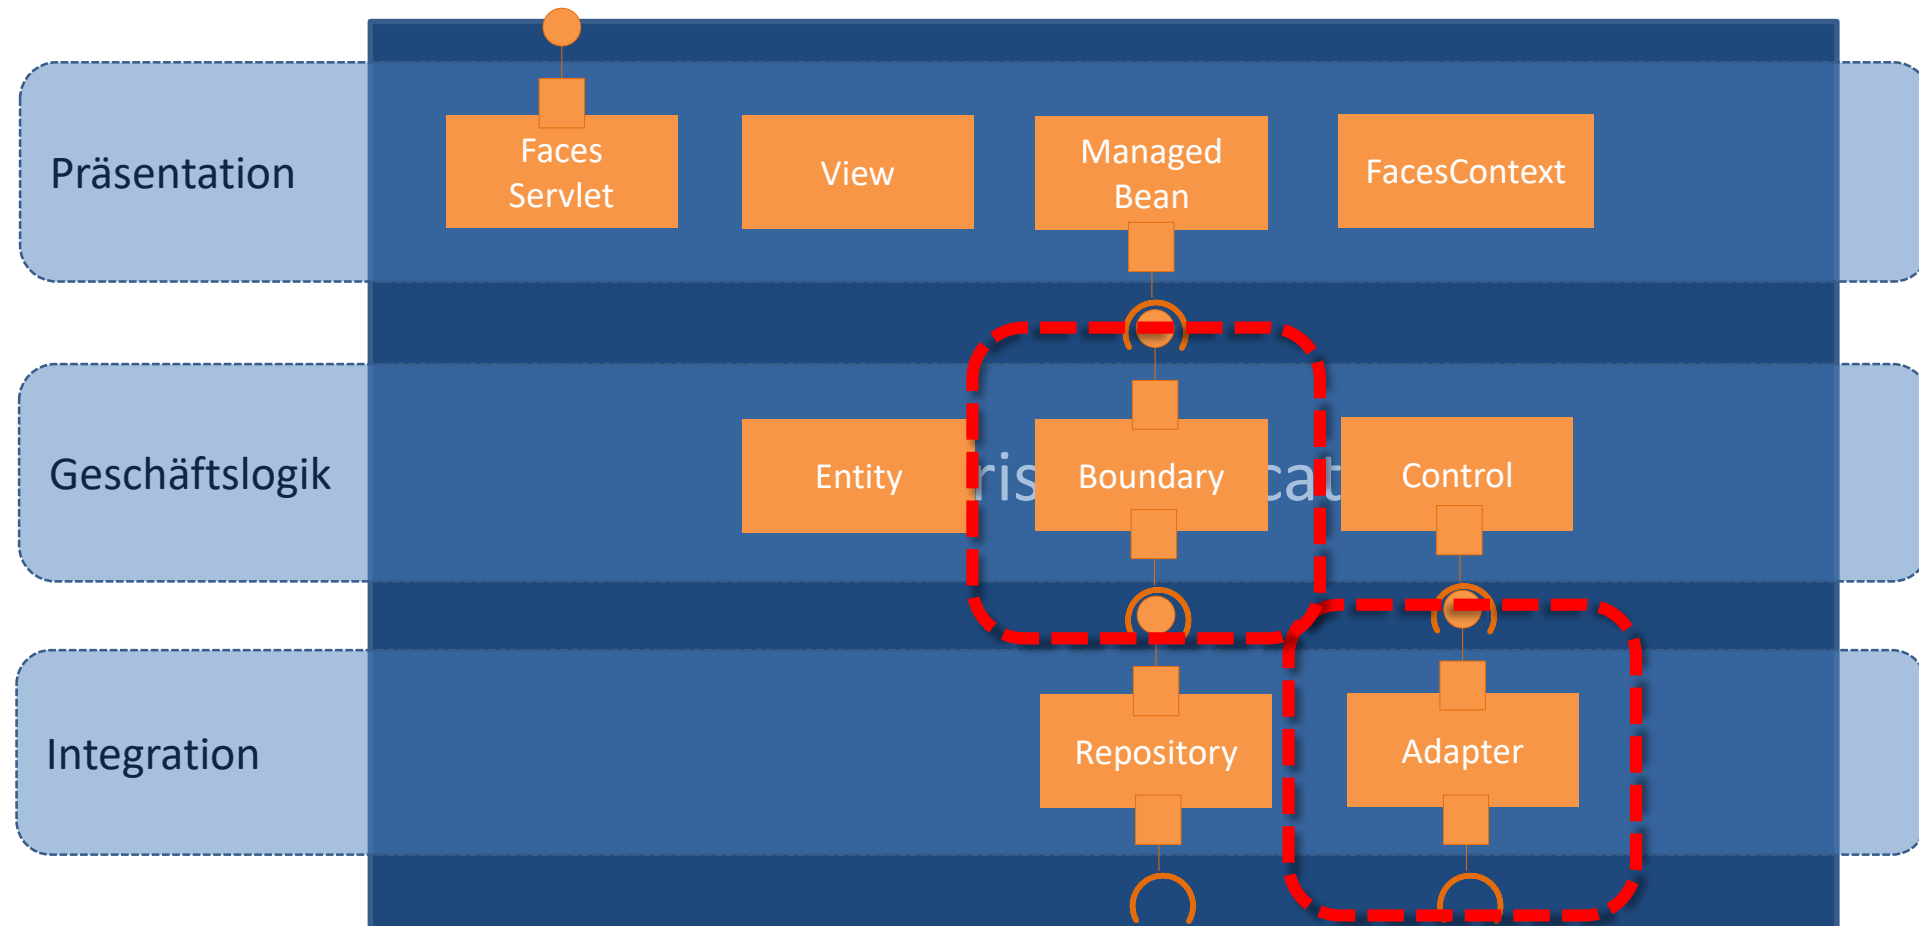 Präsentation
Faces
Servlet
View
Managed
Bean
FacesContext
Geschäftslogik
Entity
Boundary
Control
Integration
Repository
Adapter